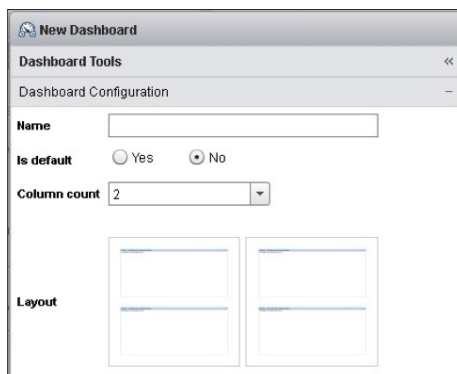 New Dashboard
Dashboard Tools «
Dashboard Configuration –
Name
Is default Yes No
Column count 2
Layout